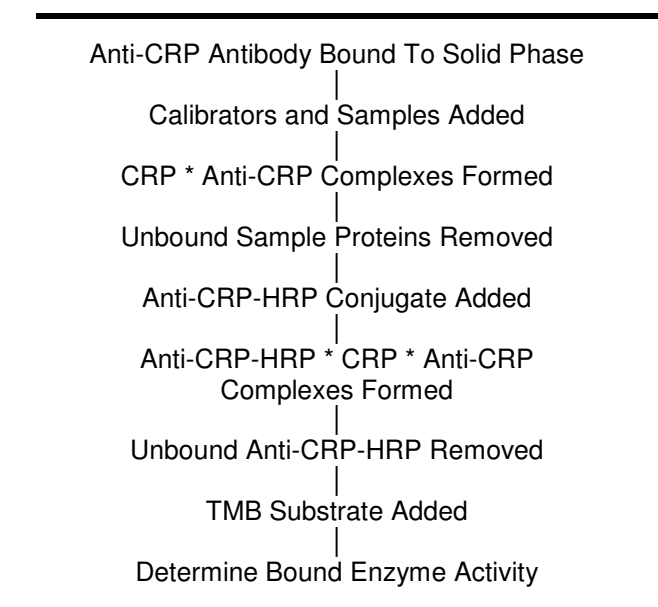 Anti-CRP Antibody Bound To Solid Phase
Calibrators and Samples Added
CRP * Anti-CRP Complexes Formed
Unbound Sample Proteins Removed
Anti-CRP-HRP Conjugate Added
Anti-CRP-HRP * CRP * Anti-CRP
Complexes Formed
Unbound Anti-CRP-HRP Removed
TMB Substrate Added
Determine Bound Enzyme Activity